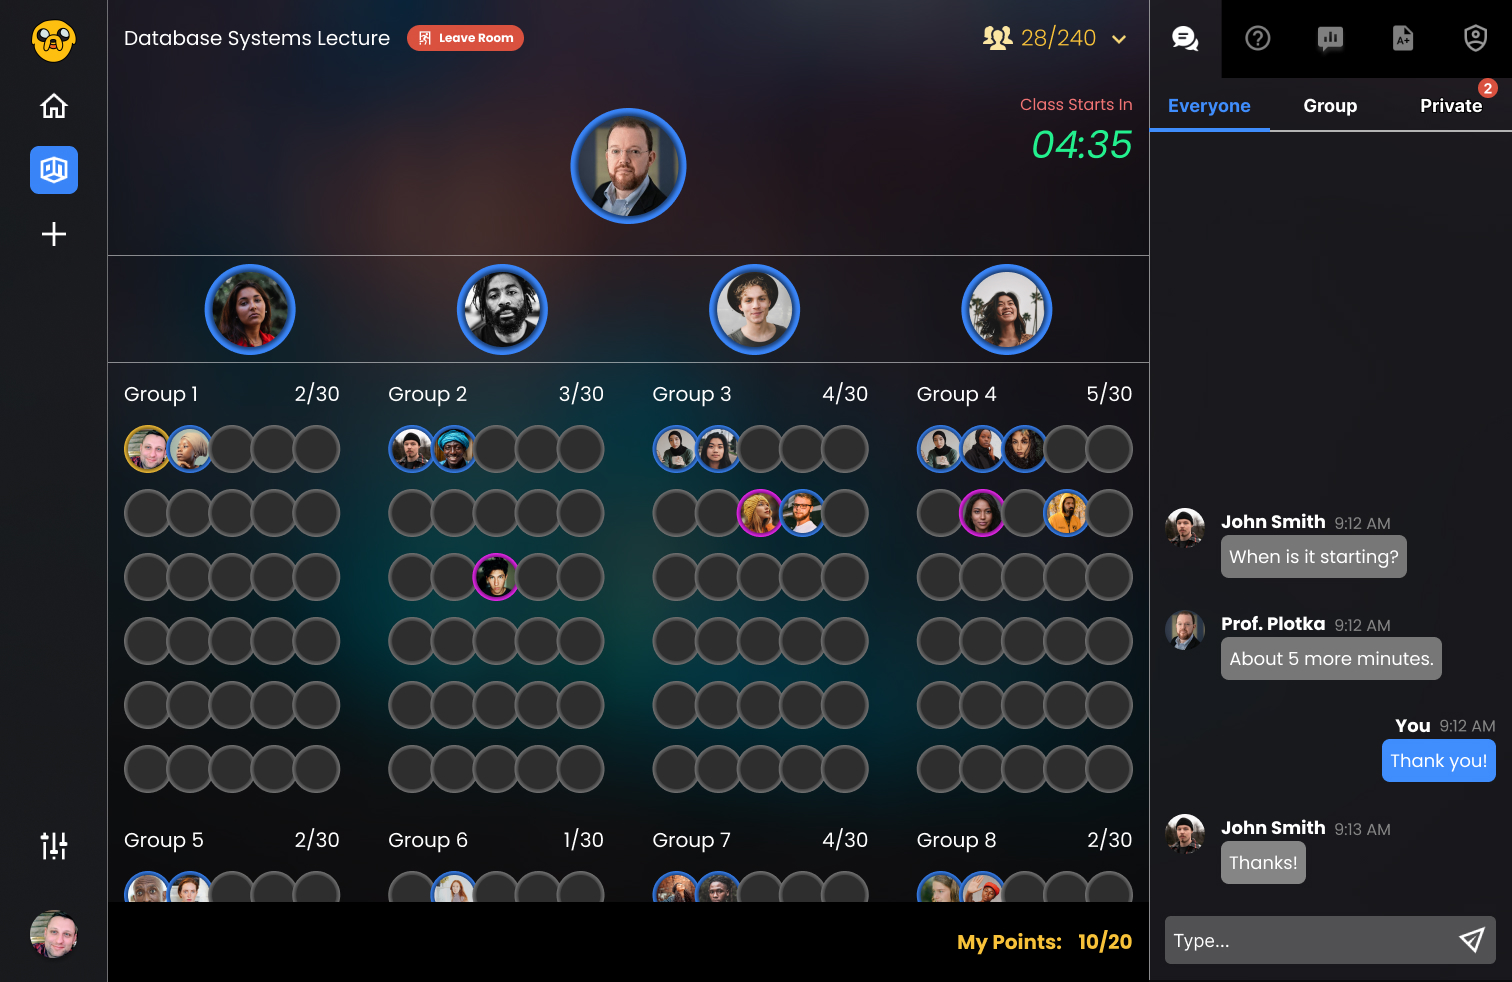 Database Systems Lecture
Leave Room
28/240
Class Starts In
04:35
Group 1 2/30
Group 2 3/30
Group 3 4/30
Group 4 5/30
Group 5 2/30
Group 6 1/30
Group 7 4/30
Group 8 2/30
My Points: 10/20
A+
Everyone Group Private 2
John Smith 9:12 AM
When is it starting?
Prof. Plotka 9:12 AM
About 5 more minutes.
You 9:12 AM
Thank you!
John Smith 9:13 AM
Thanks!
Type...